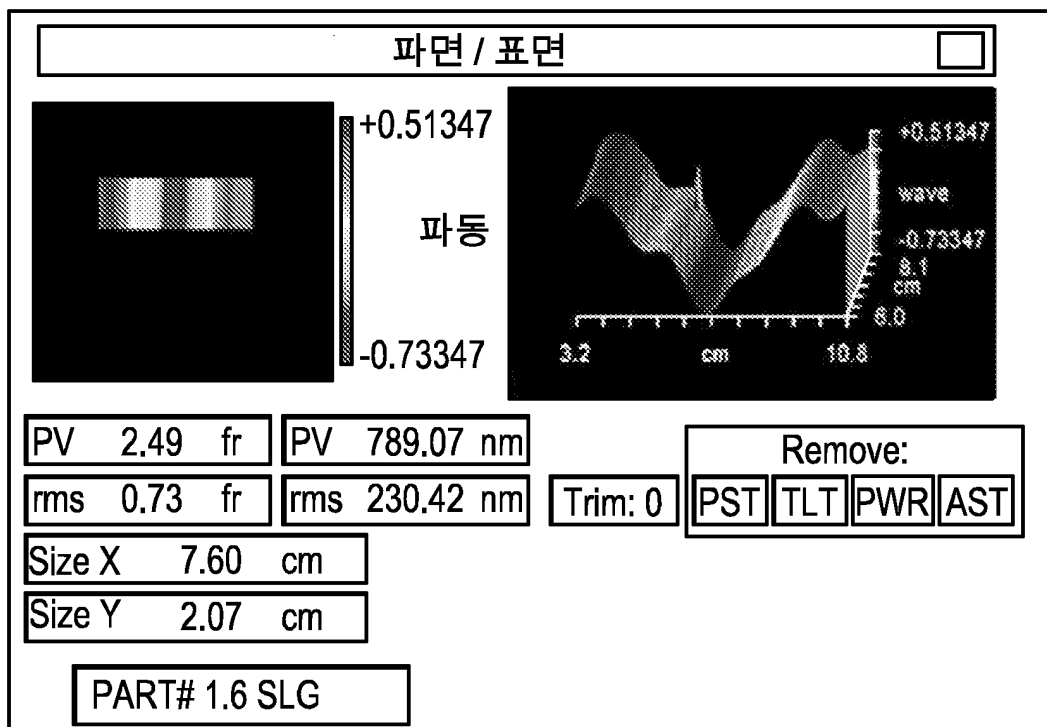 파면 / 표면
+0.51347
파동
-0.73347
+0.51347
wave
-0.73347
8.1
cm
6.0
3.2 cm 10.8
PV 2.49 fr
PV 789.07 nm
rms 0.73 fr
rms 230.42 nm
Trim: 0
Remove:
PST TLT PWR AST
Size X 7.60 cm
Size Y 2.07 cm
PART# 1.6 SLG